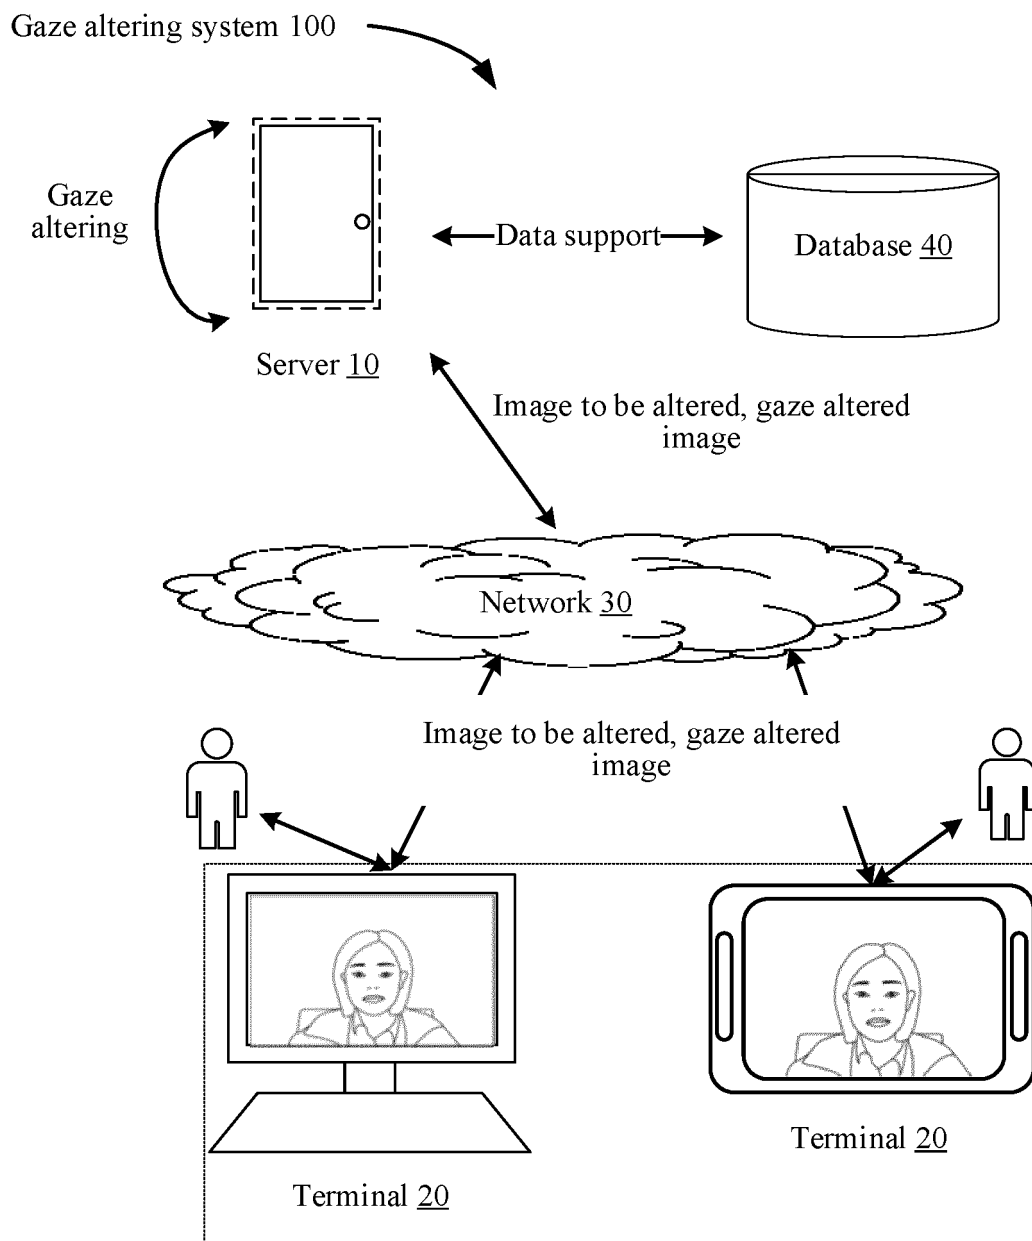 Gaze altering system 100
Gaze
altering
Data support
Database 40
Server 10
Image to be altered, gaze altered
image
Network 30
Image to be altered, gaze altered
image
Terminal 20
Terminal 20